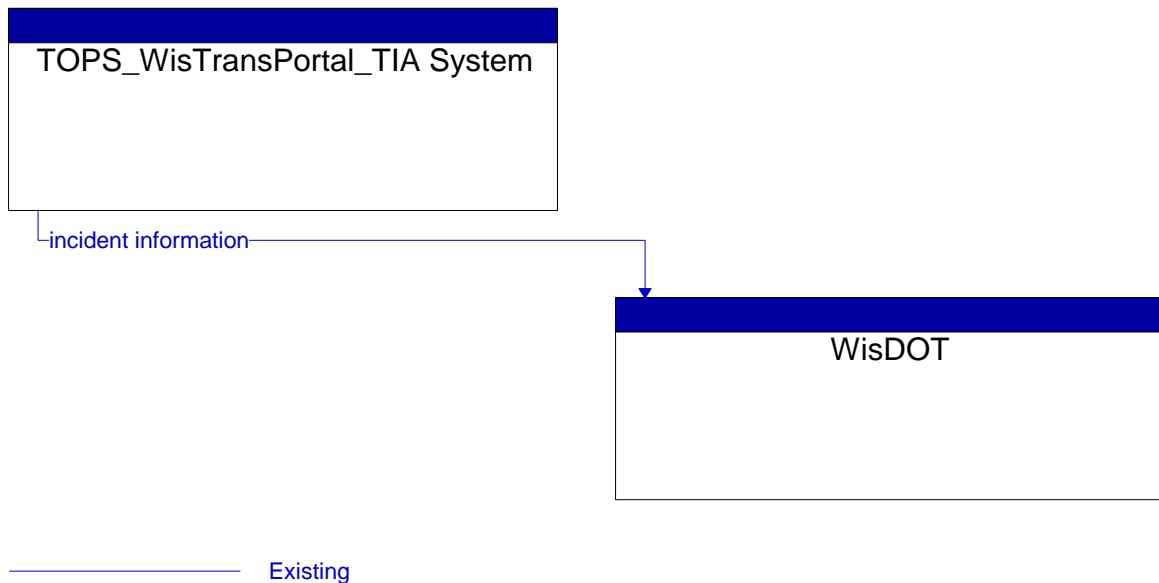 TOPS_WisTransPortal_TIA System
incident information
WisDOT
Existing